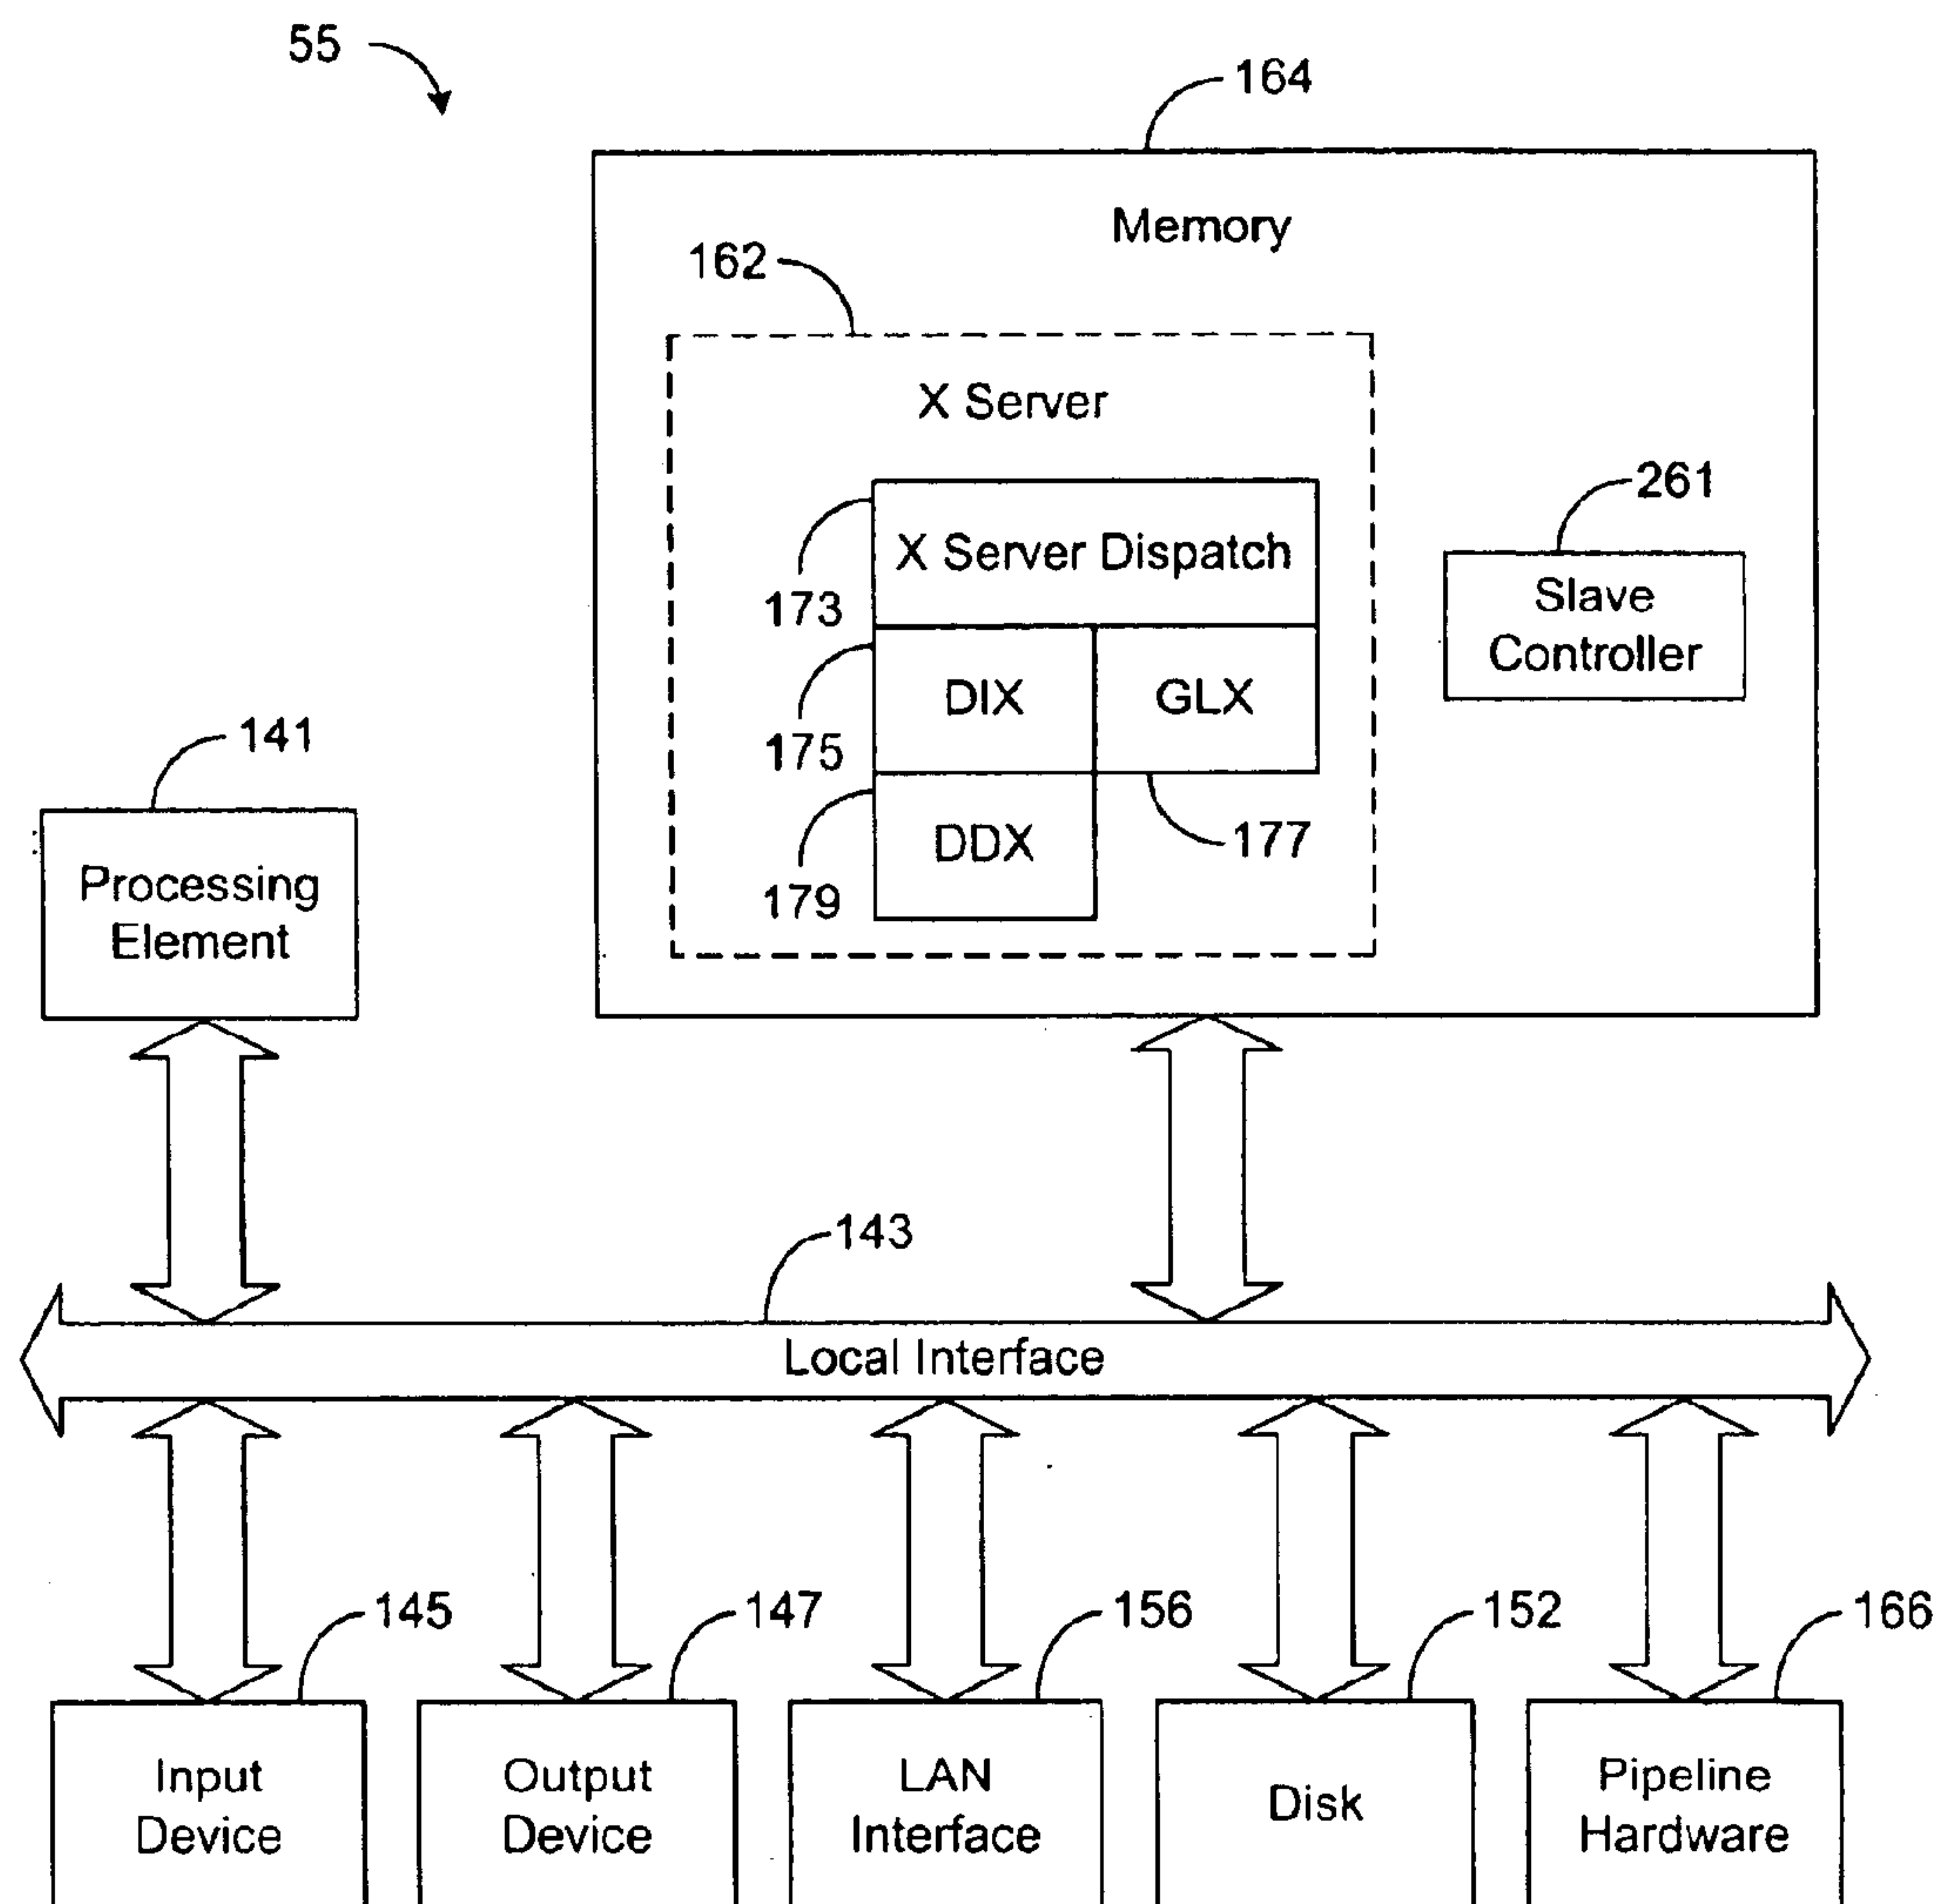 55
164
Memory
162
X Server
261
X Server Dispatch
173
Slave
Controller
DIX
GLX
175
141
DDX
177
179
Processing
Element
143
Local Interface
145
147
156
152
166
Input
Device
Output
Device
LAN
Interface
Disk
Pipeline
Hardware